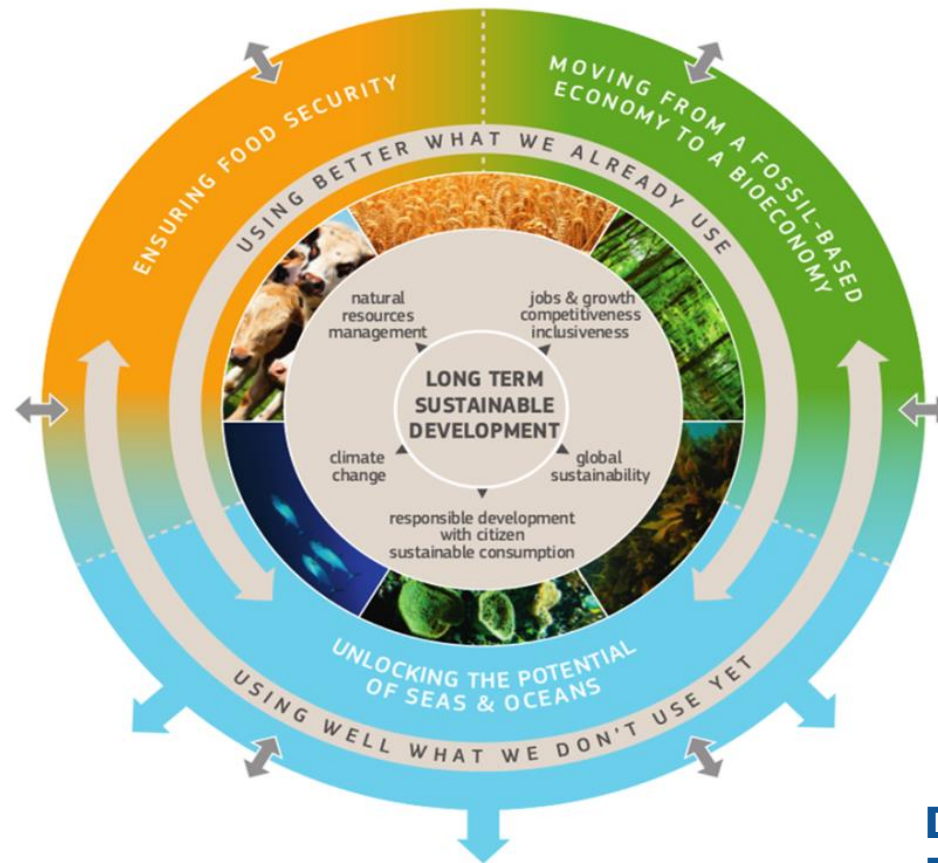 ENSURING FOOD SECURITY
MOVING FROM A FOSSIL-BASED
ECONOMY TO A BIOECONOMY
USING BETTER WHAT WE ALREADY USE
natural
resources
management
jobs & growth
competitiveness
inclusiveness
LONG TERM
SUSTAINABLE
DEVELOPMENT
climate
change
global
sustainability
responsible development
with citizen
sustainable consumption
UNLOCKING THE POTENTIAL
OF SEAS & OCEANS
USING WELL WHAT WE DON'T USE YET